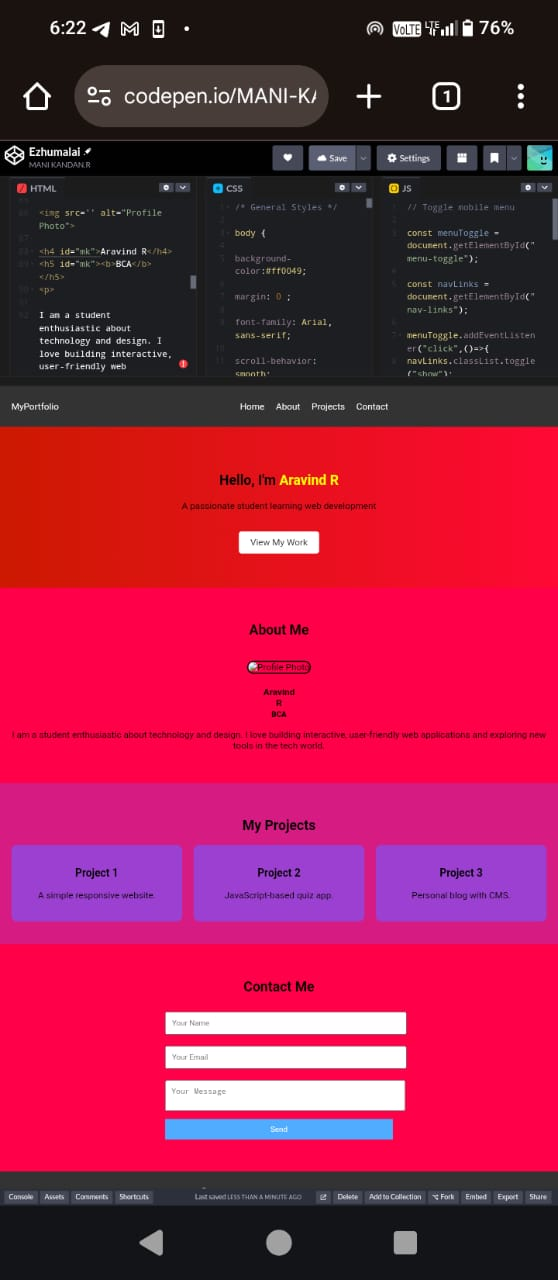 6:22
VoLTE
LTE
76%
codepen.io/MANI-KA
1
Ezhumalai
MANI KANDAN.R
Save
Settings
HTML
<img src='' alt="Profile
Photo">
<h4 id="mk">Aravind R</h4>
<h5 id="mk"><b>BCA</b>
</h5>
<p>
I am a student
enthusiastic about
technology and design. I
love building interactive,
user-friendly web
CSS
/* General Styles */
body {
background-
color:#ff0049;
margin: 0 ;
font-family: Arial,
sans-serif;
scroll-behavior:
smooth;
JS
// Toggle mobile menu
const menuToggle =
document.getElementById("
menu-toggle");
const navLinks =
document.getElementById("
nav-links");
menuToggle.addEventListen
er("click",()=>{
navLinks.classList.toggle
("show");
MyPortfolio
Home About Projects Contact
Hello, I'm Aravind R
A passionate student learning web development
View My Work
About Me
Profile Photo
Aravind
R
BCA
I am a student enthusiastic about technology and design. I love building interactive, user-friendly web applications and exploring new
tools in the tech world.
My Projects
Project 1
A simple responsive website.
Project 2
JavaScript-based quiz app.
Project 3
Personal blog with CMS.
Contact Me
Your Name
Your Email
Your Message
Send
Console Assets Comments Shortcuts Last saved LESS THAN A MINUTE AGO Delete Add to Collection Fork Embed Export Share